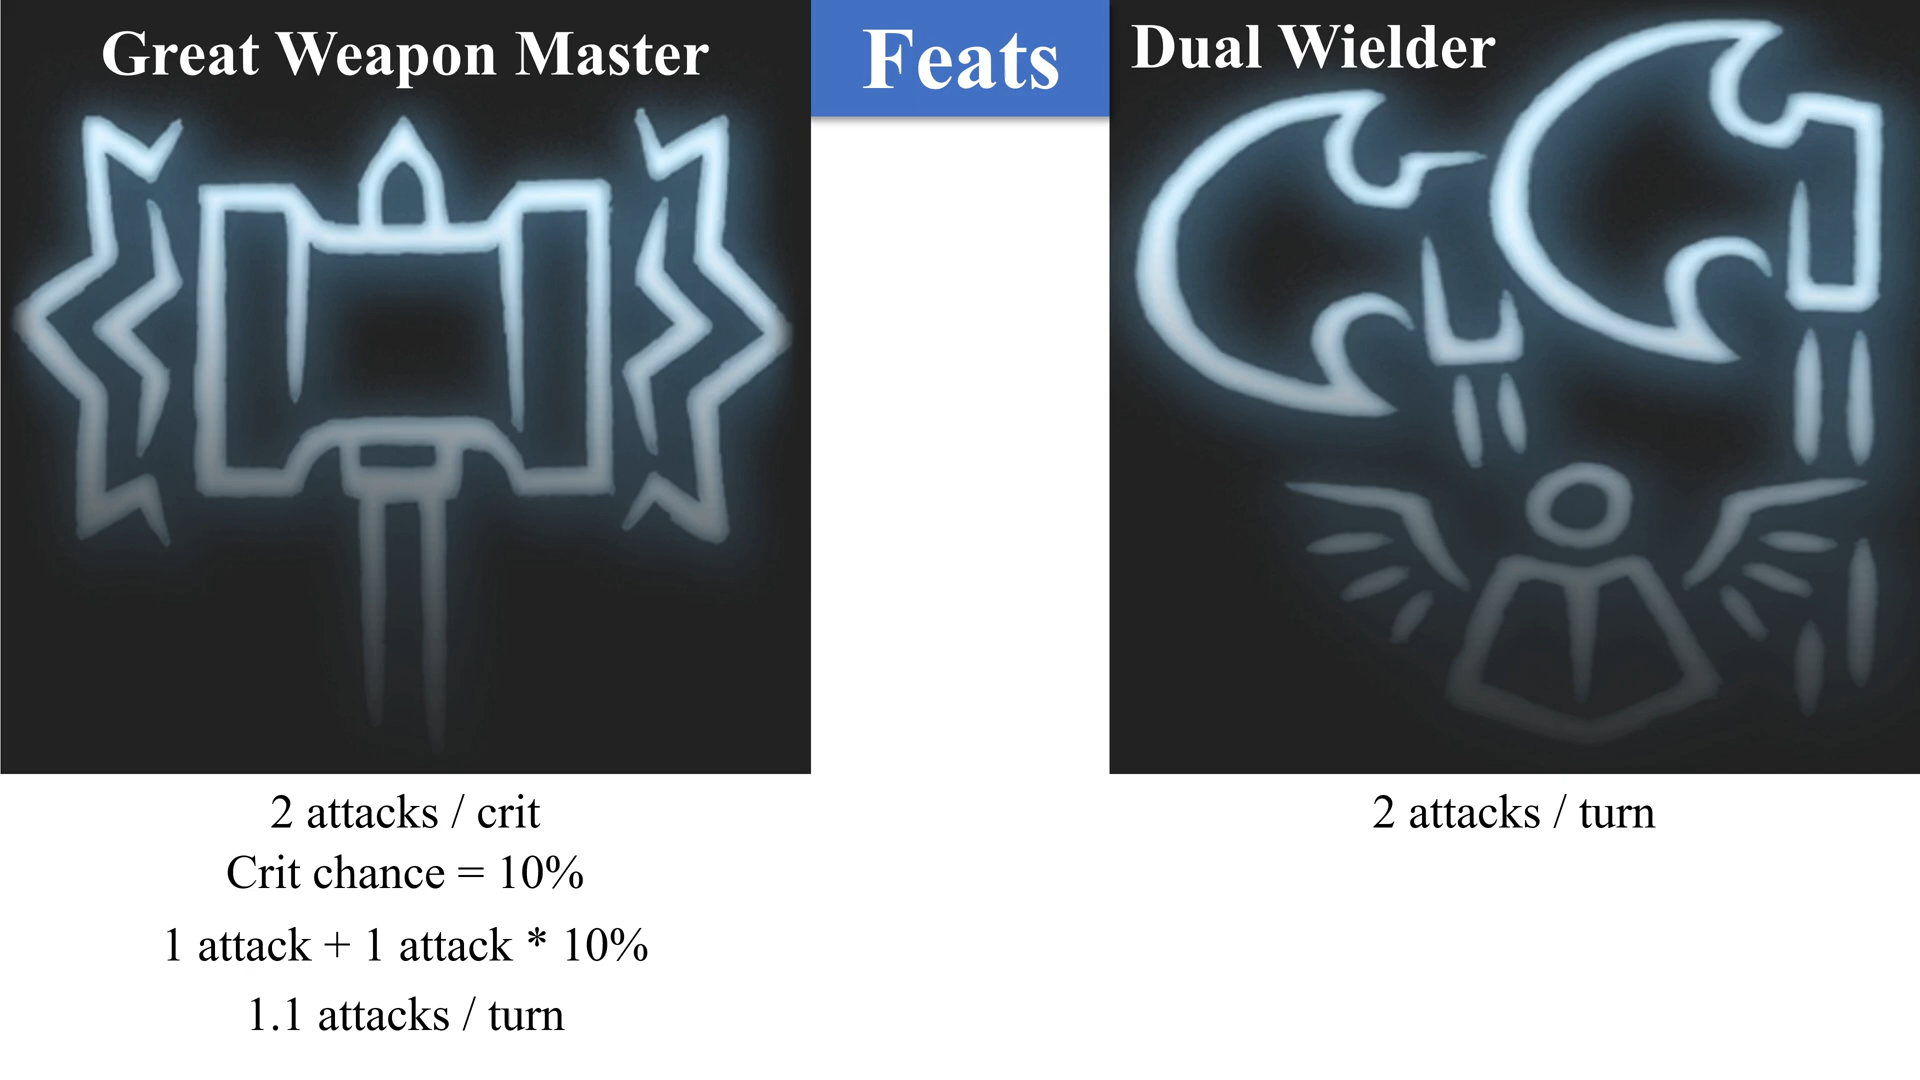 Great Weapon Master
Feats
Dual Wielder
2 attacks / crit
Crit chance = 10%
1 attack + 1 attack * 10%
1.1 attacks / turn
2 attacks / turn